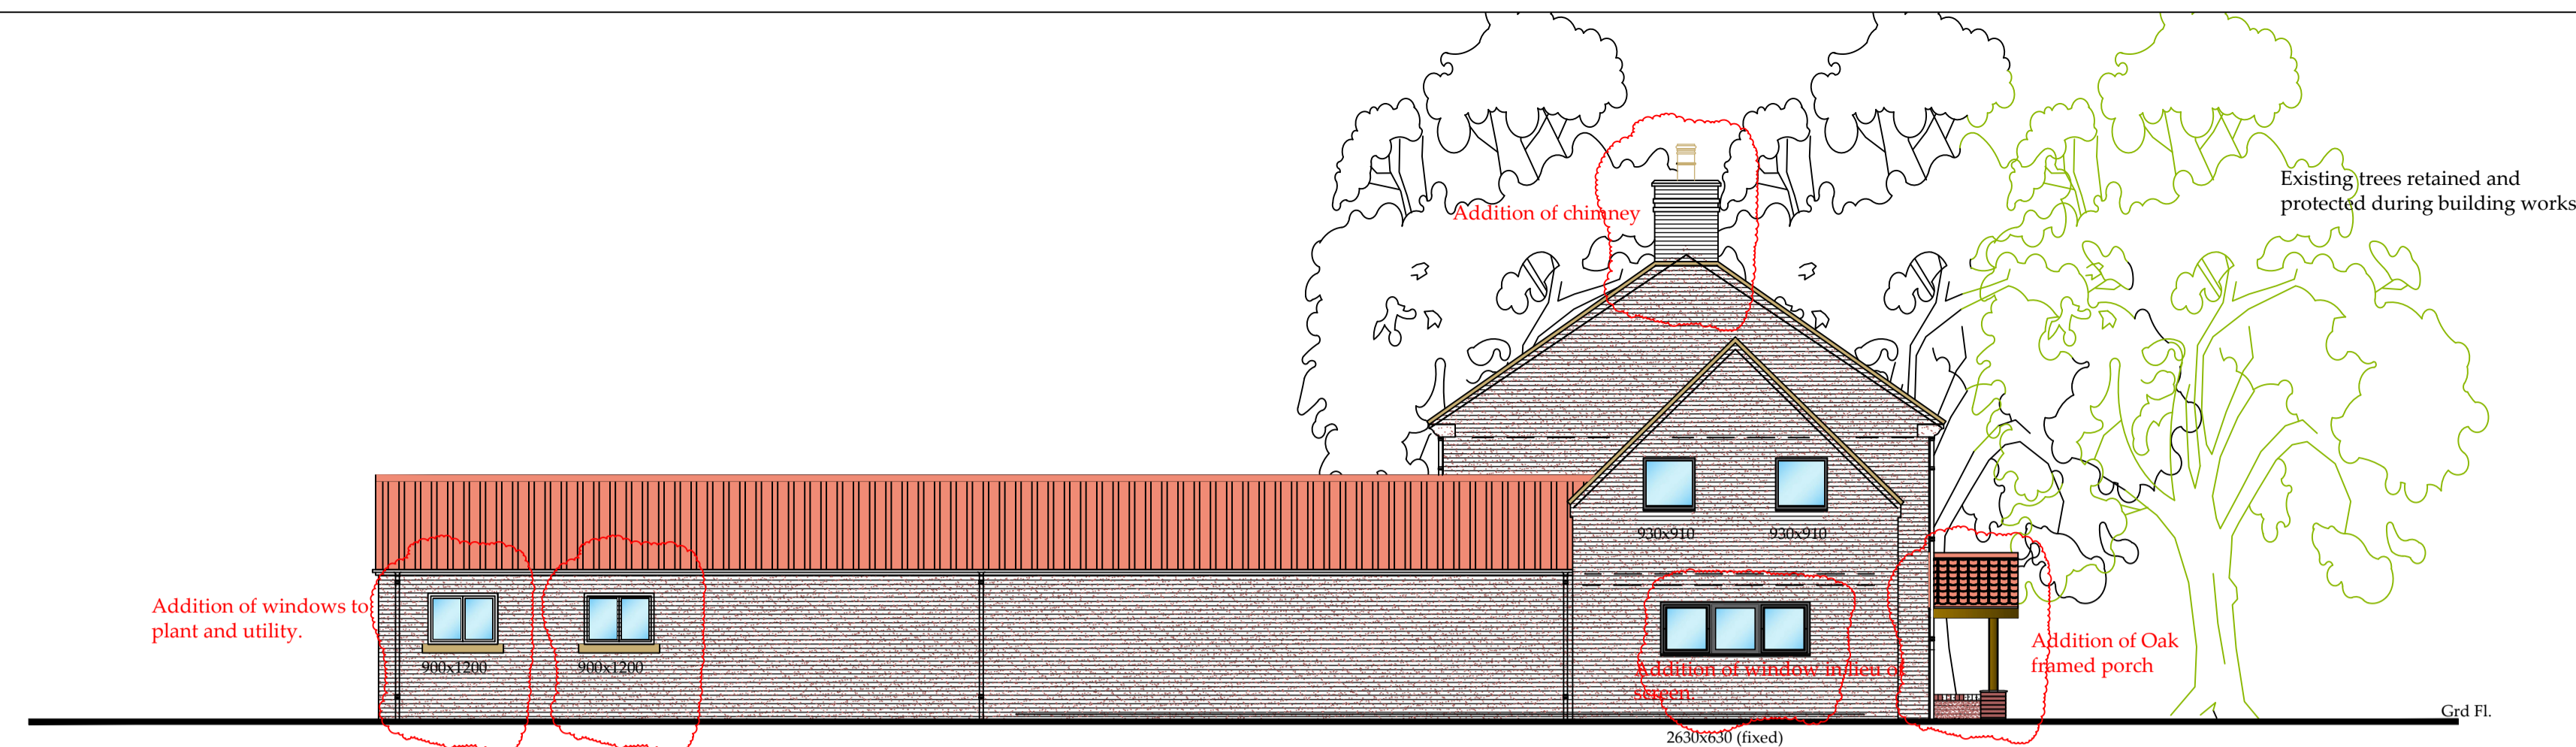 Existing trees retained and
protected during building works
Addition of chimney
930x910
930x910
Addition of windows to
plant and utility.
900x1200
900x1200
Addition of window in lieu of
screen.
Addition of Oak
framed porch
Grd Fl.
2630x630 (fixed)